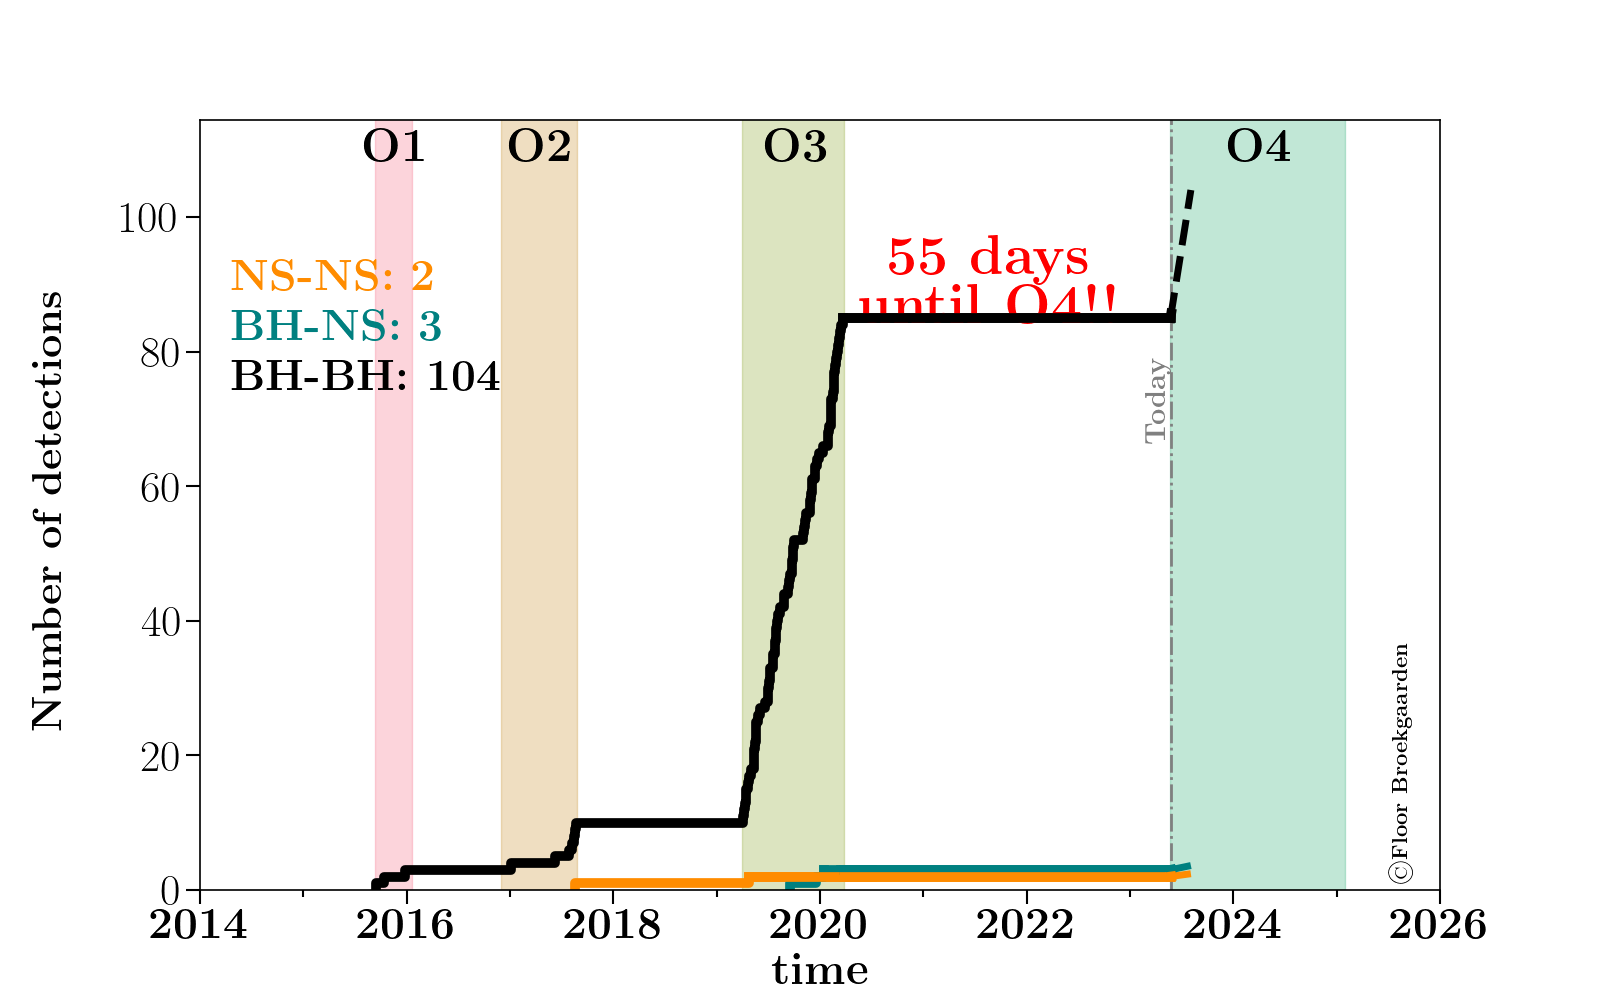 O1 O2 O3 O4
100
80
60
40
20
0
Number of detections
NS-NS: 2
BH-NS: 3
BH-BH: 104
55 days
until O4!!
Today
©Floor Broekgaarden
2014 2016 2018 2020 2022 2024 2026
time